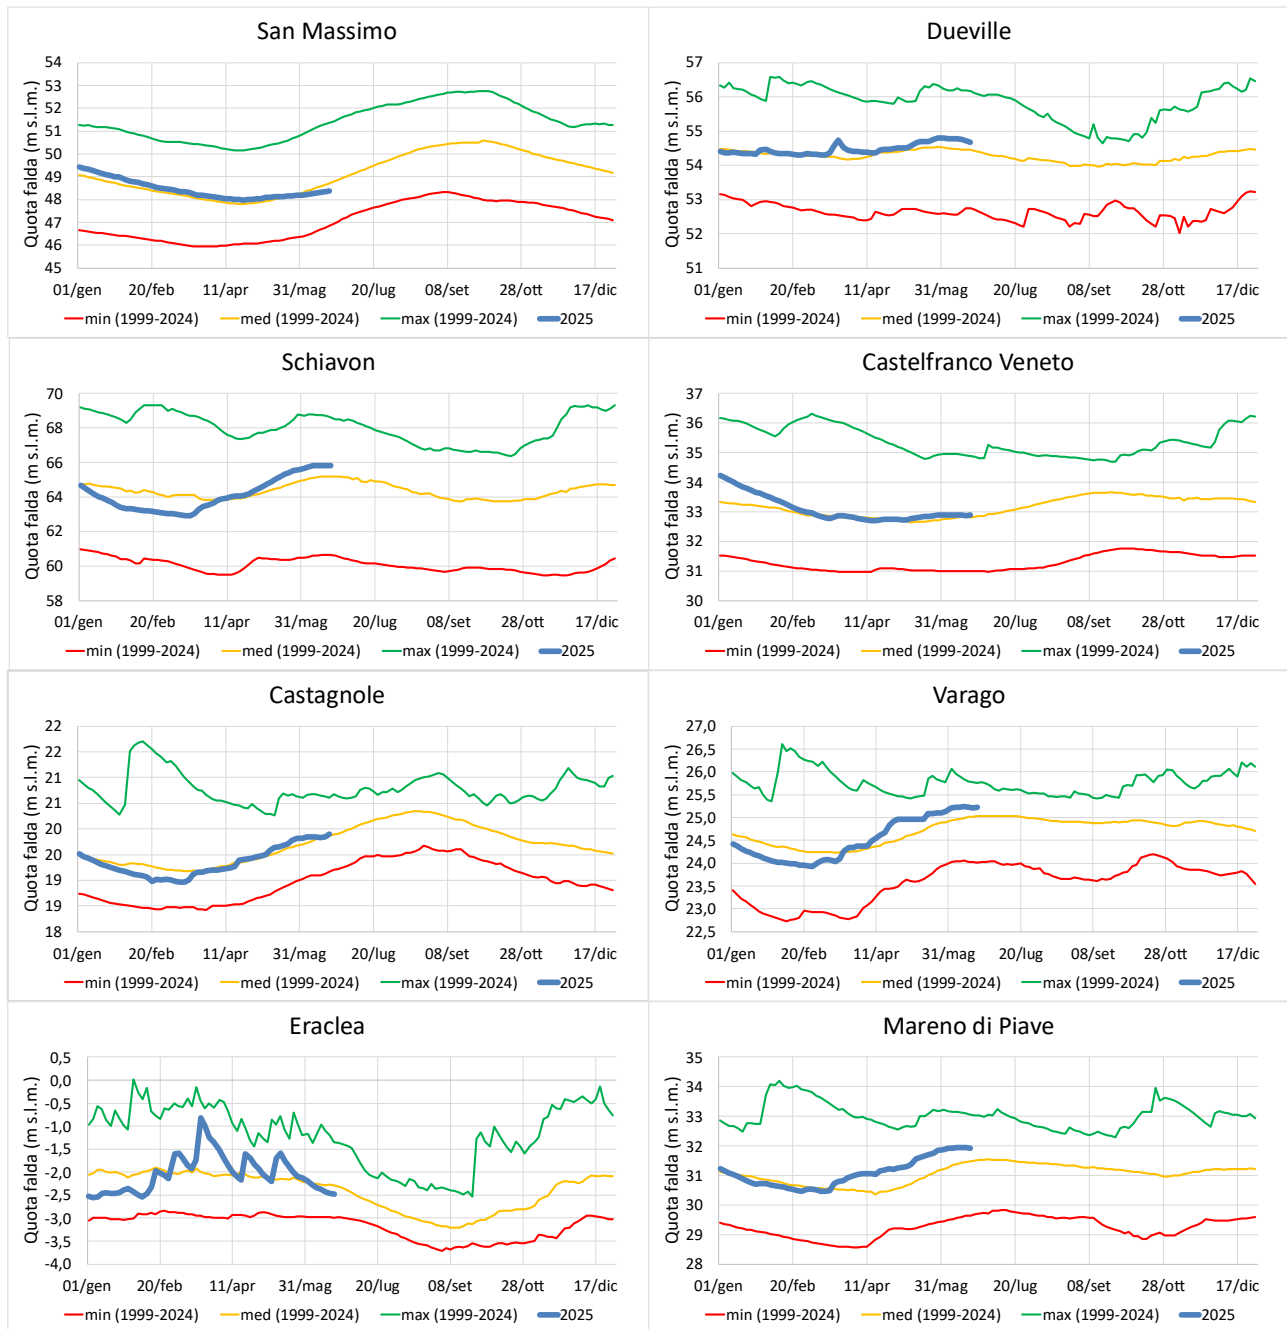 San Massimo
Quota falda (m s.l.m.)
54
53
52
51
50
49
48
47
46
45
01/gen 20/feb 11/apr 31/mag 20/lug 08/set 28/ott 17/dic
min (1999-2024) med (1999-2024) max (1999-2024) 2025
Dueville
Quota falda (m s.l.m.)
57
56
55
54
53
52
51
01/gen 20/feb 11/apr 31/mag 20/lug 08/set 28/ott 17/dic
min (1999-2024) med (1999-2024) max (1999-2024) 2025
Schiavon
Quota falda (m s.l.m.)
70
68
66
64
62
60
58
01/gen 20/feb 11/apr 31/mag 20/lug 08/set 28/ott 17/dic
min (1999-2024) med (1999-2024) max (1999-2024) 2025
Castelfranco Veneto
Quota falda (m s.l.m.)
37
36
35
34
33
32
31
30
01/gen 20/feb 11/apr 31/mag 20/lug 08/set 28/ott 17/dic
min (1999-2024) med (1999-2024) max (1999-2024) 2025
Castagnole
Quota falda (m s.l.m.)
22
22
21
21
20
20
19
19
18
01/gen 20/feb 11/apr 31/mag 20/lug 08/set 28/ott 17/dic
min (1999-2024) med (1999-2024) max (1999-2024) 2025
Varago
Quota falda (m s.l.m.)
27,0
26,5
26,0
25,5
25,0
24,5
24,0
23,5
23,0
22,5
01/gen 20/feb 11/apr 31/mag 20/lug 08/set 28/ott 17/dic
min (1999-2024) med (1999-2024) max (1999-2024) 2025
Eraclea
Quota falda (m s.l.m.)
0,5
0,0
-0,5
-1,0
-1,5
-2,0
-2,5
-3,0
-3,5
-4,0
01/gen 20/feb 11/apr 31/mag 20/lug 08/set 28/ott 17/dic
min (1999-2024) med (1999-2024) max (1999-2024) 2025
Mareno di Piave
Quota falda (m s.l.m.)
35
34
33
32
31
30
29
28
01/gen 20/feb 11/apr 31/mag 20/lug 08/set 28/ott 17/dic
min (1999-2024) med (1999-2024) max (1999-2024) 2025